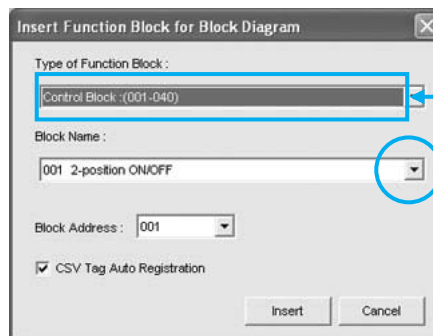 Insert Function Block for Block Diagram
Type of Function Block :
Control Block :(001-040)
Block Name :
001 2-position ON/OFF
Block Address : 001
CSV Tag Auto Registration
Insert Cancel